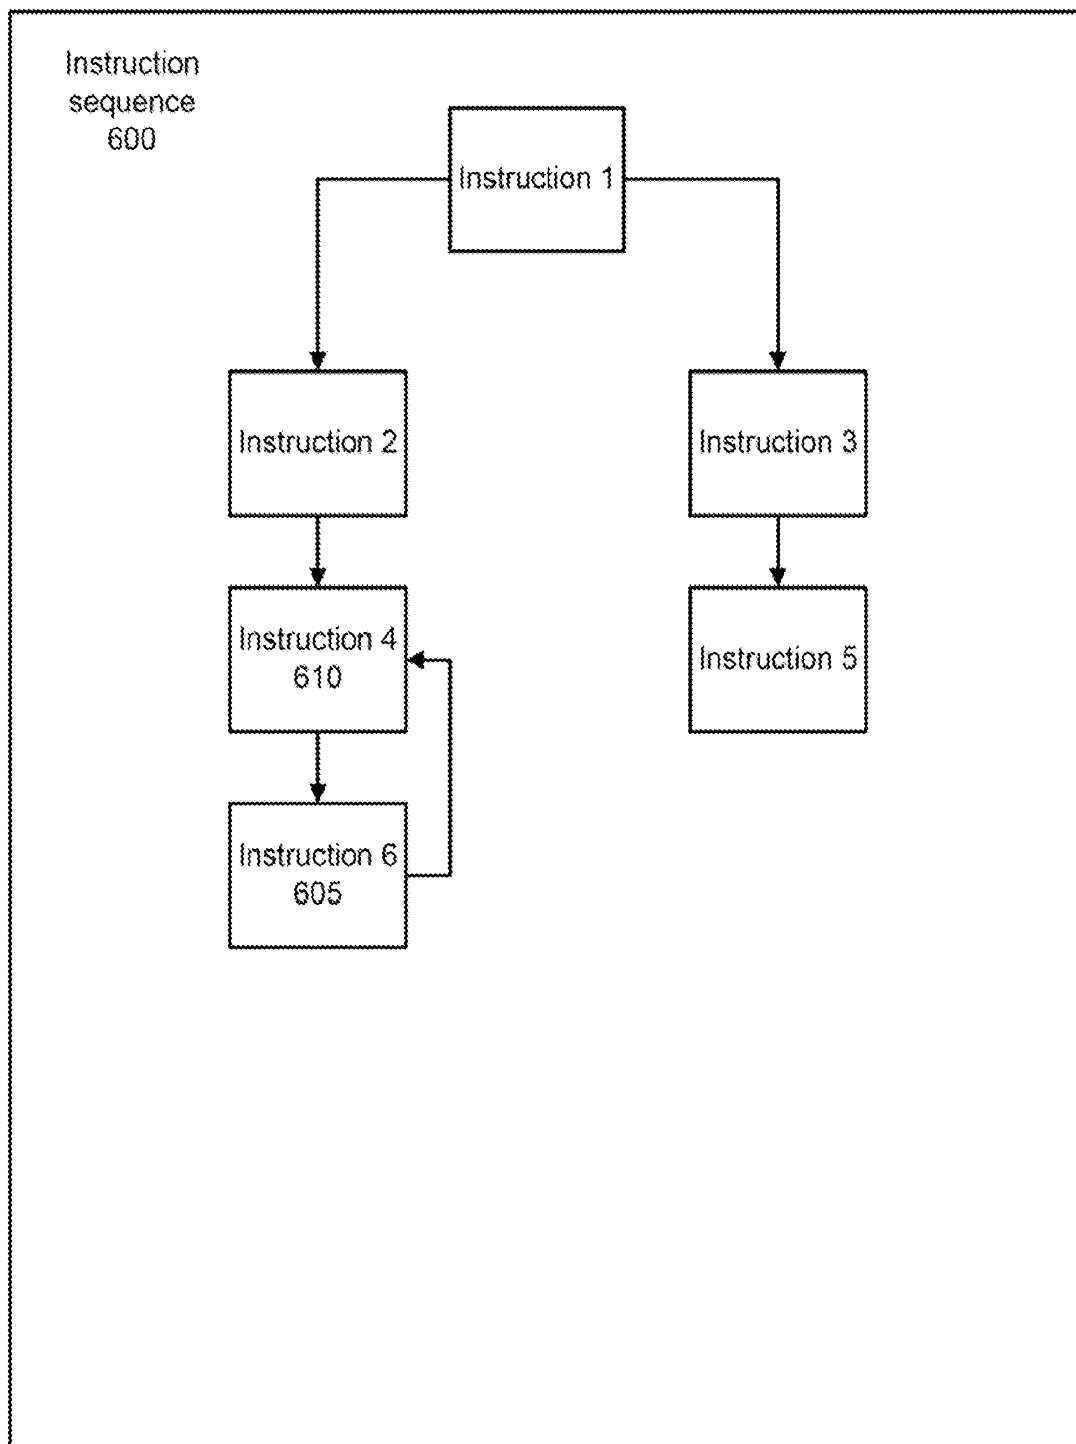 Instruction
sequence
600
Instruction 1
Instruction 2
Instruction 3
Instruction 4
610
Instruction 5
Instruction 6
605